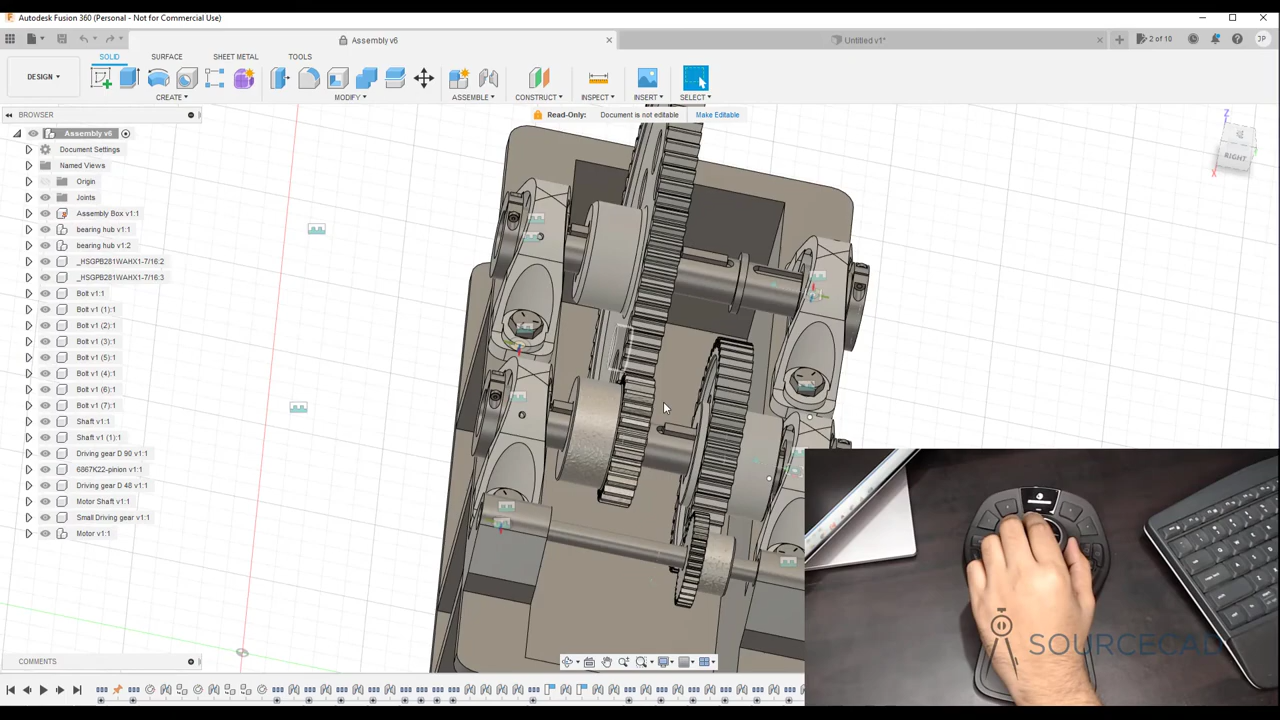 Autodesk Fusion 360 (Personal - Not for Commercial Use)
Assembly v6
Untitled v1*
2 of 10
JP
DESIGN
SOLID
SURFACE
SHEET METAL
TOOLS
CREATE
MODIFY
ASSEMBLE
CONSTRUCT
INSPECT
INSERT
SELECT
BROWSER
Read-Only: Document is not editable Make Editable
Assembly v6
Document Settings
Named Views
Origin
Joints
Assembly Box v1:1
bearing hub v1:1
bearing hub v1:2
_HSGPB281WAHX1-7/16:2
_HSGPB281WAHX1-7/16:3
Bolt v1:1
Bolt v1 (1):1
Bolt v1 (2):1
Bolt v1 (3):1
Bolt v1 (5):1
Bolt v1 (4):1
Bolt v1 (6):1
Bolt v1 (7):1
Shaft v1:1
Shaft v1 (1):1
Driving gear D 90 v1:1
6867K22-pinion v1:1
Driving gear D 48 v1:1
Motor Shaft v1:1
Small Driving gear v1:1
Motor v1:1
Z
RIGHT
X
SOURCECAD
COMMENTS